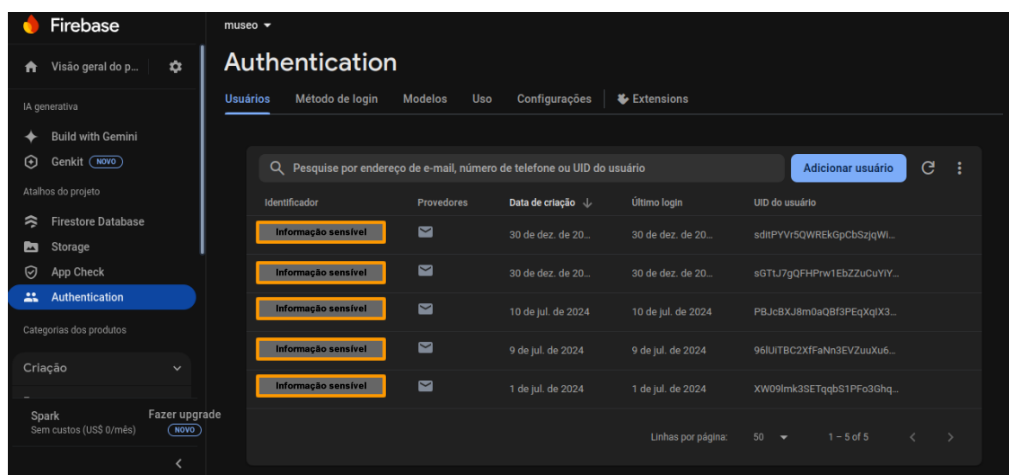 Firebase
Visão geral do p...
IA generativa
Build with Gemini
Genkit NOVO
Atalhos do projeto
Firestore Database
Storage
App Check
Authentication
Categorias dos produtos
Criação
Spark
Sem custos (US$ 0/mês)
Fazer upgrade
NOVO
museo
Authentication
Usuários Método de login Modelos Uso Configurações Extensions
Pesquise por endereço de e-mail, número de telefone ou UID do usuário Adicionar usuário
Identificador Provedores Data de criação Último login UID do usuário
Informação sensível 30 de dez. de 20... 30 de dez. de 20... sditPYVr5QWREkGpCbSzjqWi...
Informação sensível 30 de dez. de 20... 30 de dez. de 20... sGTtJ7gQFHPrw1EbZZuCuYiY...
Informação sensível 10 de jul. de 2024 10 de jul. de 2024 PBJcBXJ8m0aQBf3PEqXqIX3...
Informação sensível 9 de jul. de 2024 9 de jul. de 2024 96lUiTBC2XfFaNn3EVZuuXu6...
Informação sensível 1 de jul. de 2024 1 de jul. de 2024 XW09lmk3SETqqbS1PFo3Ghq...
Linhas por página: 50 1 – 5 of 5